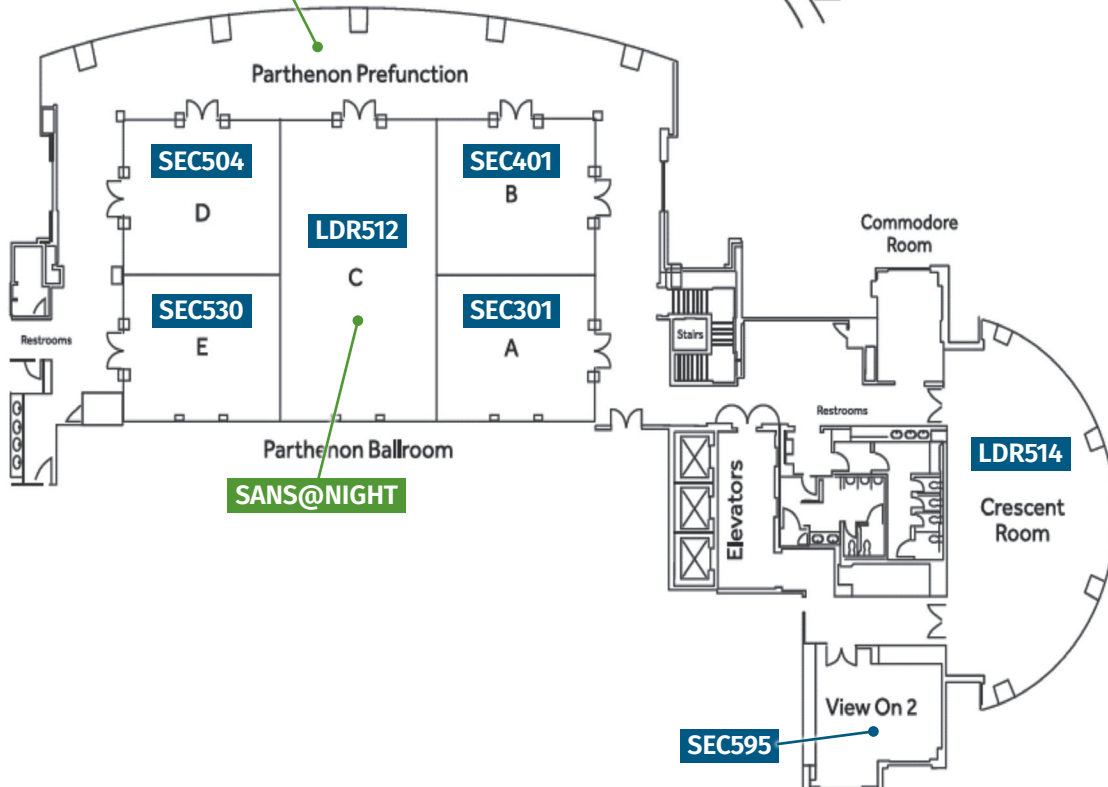 Parthenon Prefunction
SEC504
D
SEC401
B
LDR512
C
SEC530
E
SEC301
A
Restrooms
Parthenon Ballroom
SANS@NIGHT
Stairs
Commodore
Room
Restrooms
Elevators
LDR514
Crescent
Room
View On 2
SEC595